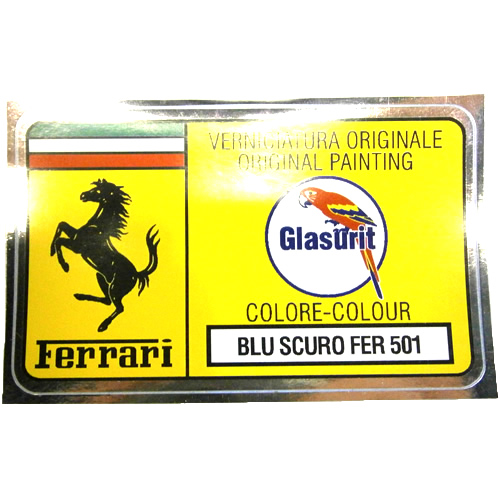 VERNICIATURA ORIGINALE
ORIGINAL PAINTING
Glasurit
COLORE-COLOUR
BLU SCURO FER 501
Ferrari